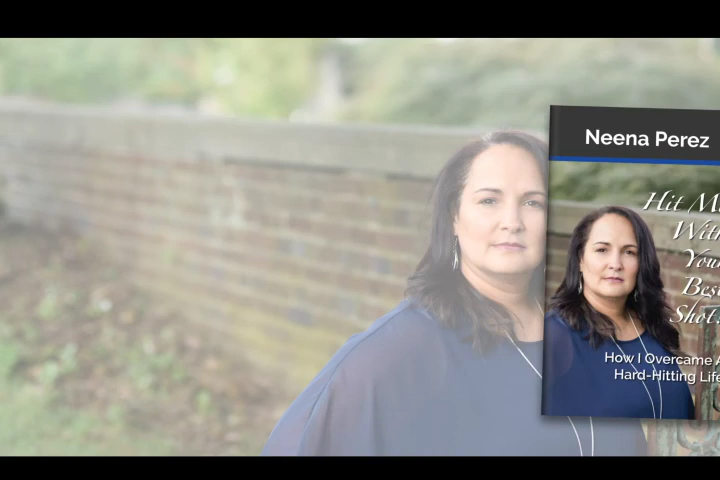 Neena Perez
Hit M
With
Your
Best
Shot!
How I Overcame A
Hard-Hitting Life